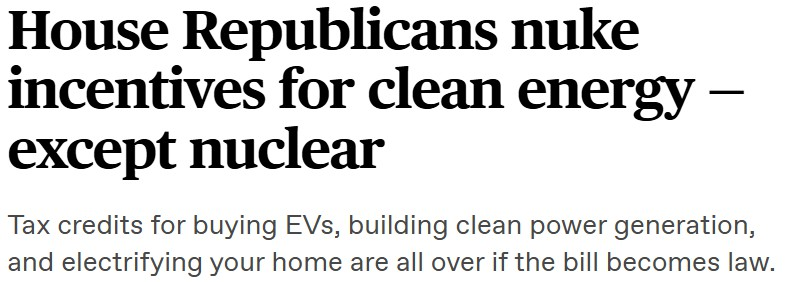 House Republicans nuke
incentives for clean energy —
except nuclear
Tax credits for buying EVs, building clean power generation,
and electrifying your home are all over if the bill becomes law.